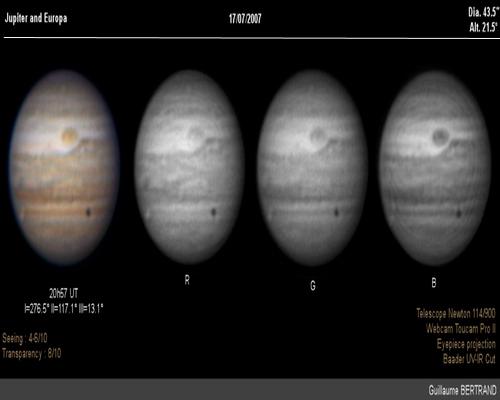 Jupiter and Europa
17/07/2007
Dia. 43.5"
Alt. 21.5°
R
G
B
20h57 UT
I=276.5° II=117.1° III=13.1°
Seeing : 4-6/10
Transparency : 8/10
Telescope Newton 114/900
Webcam Toucam Pro II
Eyepiece projection
Baader UV-IR Cut
Guillaume BERTRAND